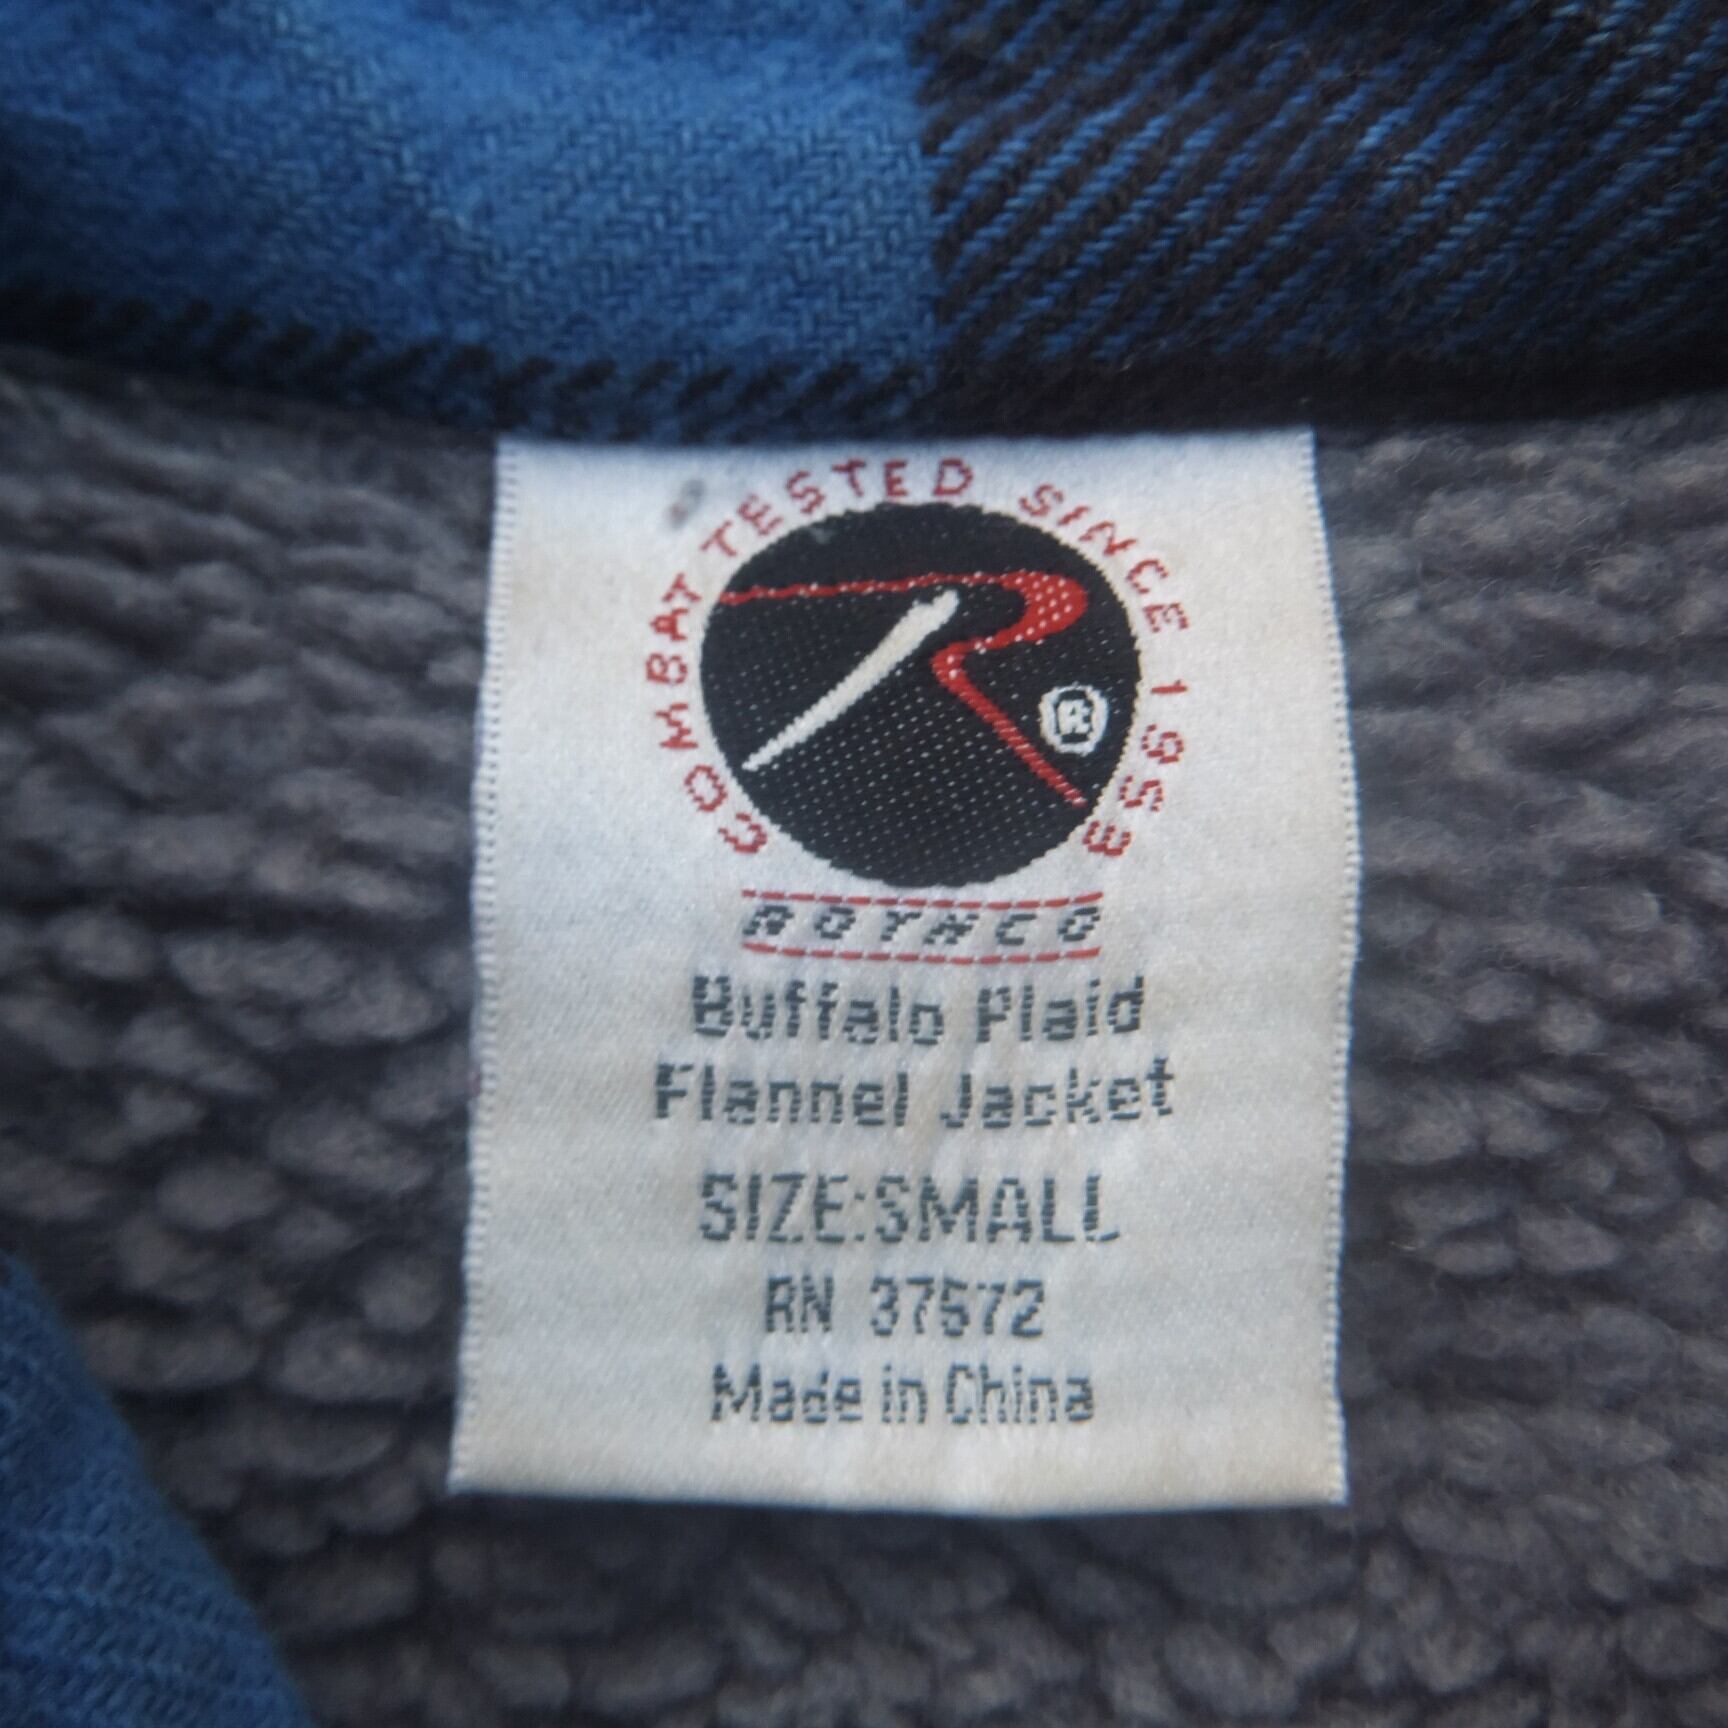 COMBAT TESTED SINCE 1953
R
®
ROTHCO
Buffalo Plaid
Flannel Jacket
SIZE:SMALL
RN 37572
Made in China